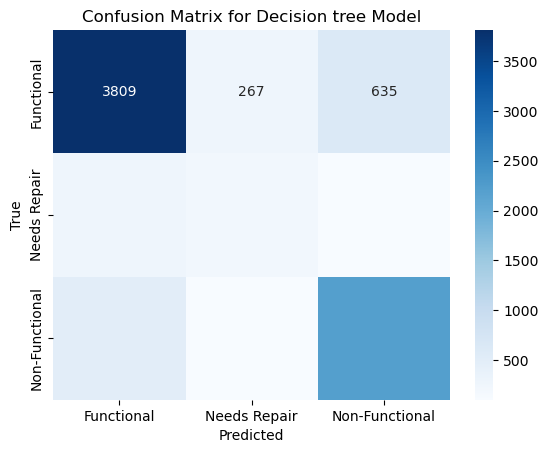 Confusion Matrix for Decision tree Model
Functional
3809 267 635
Needs Repair
Non-Functional
True
Functional Needs Repair Non-Functional
Predicted
3500
3000
2500
2000
1500
1000
500